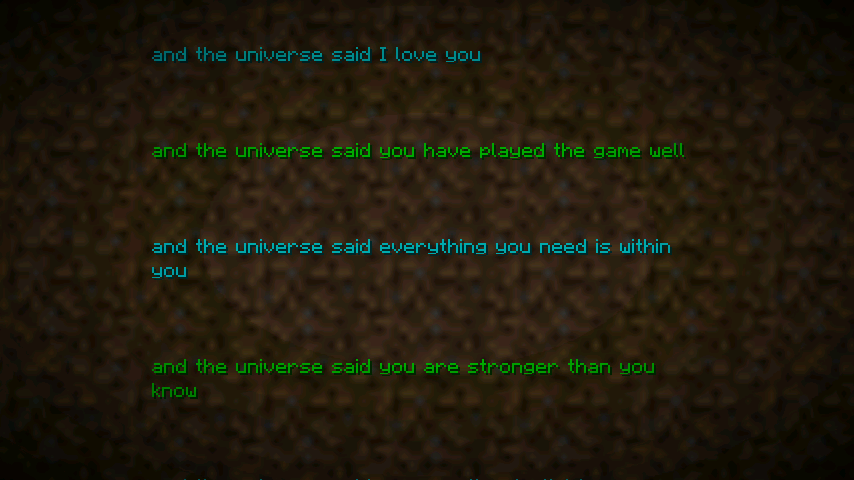 and the universe said I love you
and the universe said you have played the game well
and the universe said everything you need is within
you
and the universe said you are stronger than you
know